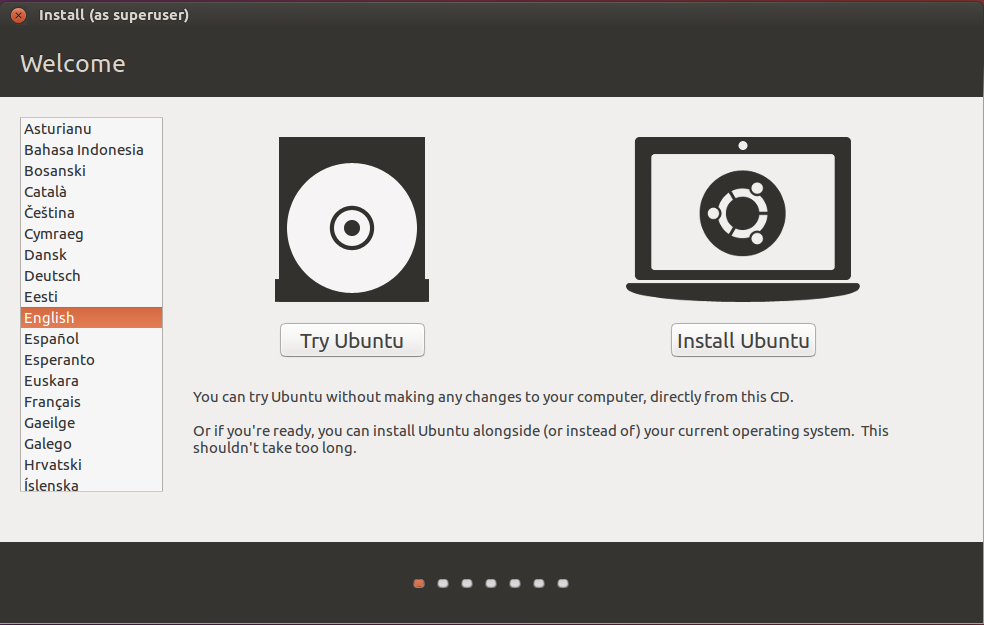 Install (as superuser)
Welcome
Asturianu
Bahasa Indonesia
Bosanski
Català
Čeština
Cymraeg
Dansk
Deutsch
Eesti
English
Español
Esperanto
Euskara
Français
Gaeilge
Galego
Hrvatski
Íslenska
Try Ubuntu
Install Ubuntu
You can try Ubuntu without making any changes to your computer, directly from this CD.
Or if you're ready, you can install Ubuntu alongside (or instead of) your current operating system.  This
shouldn't take too long.